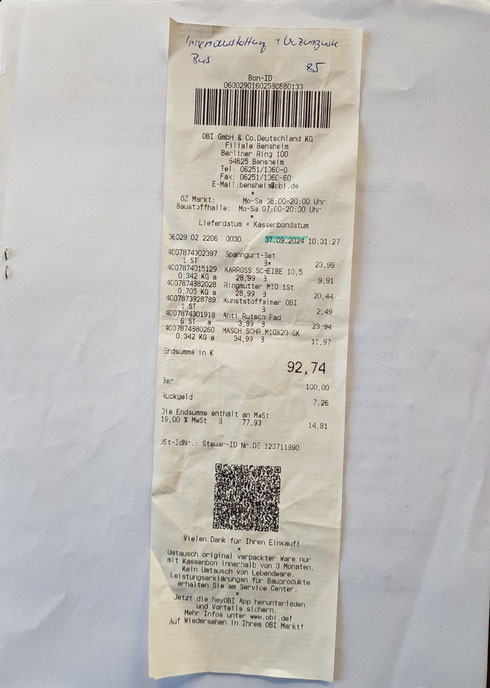 Innenausstattung +
Bus 85
Bon-ID
06002901602580680133
OBI GmbH & Co.Deutschland KG
Filiale Bensheim
Berliner Ring 100
64625 Bensheim
Tel: 06251/1060-0
Fax: 06251/1060-60
E-Mail:bensheim@obi.de
*
ÖZ Markt: Mo-Sa 08:00-20:00 Uhr
Baustoffhalle: Mo-Sa 07:00-20:00 Uhr
*
Lieferdatum = Kassenbondatum
06029 02 2206 0030 07.09.2024 10:31:27
4007874302397 Spanngurt-Set
1 ST 3* 23,99
4007874015129 KAROSS.SCHEIBE 10,5
0,342 KG a 28,99 3 9,91
4007874882028 Ringmutter M10 1St
0,705 KG a 28,99 3 20,44
4007873928789 Kunststoffeiner OBI
1 ST 3 2,49
4007874301918 Anti Rutsch Pad
6 ST a 3,99 3 23,94
4007874880260 MASCH.SCHR.M10X20 SK
0,342 KG a 34,99 3 11,97
Endsumme in € 92,74
Bar 100,00
Rückgeld 7,26
Die Endsumme enthält an MwSt
19,00 % MwSt B 77,93 14,81
USt-IdNr.: Steuer-ID Nr.DE 123711890
Vielen Dank für Ihren Einkauf!
*
Umtausch original verpackter Ware nur
mit Kassenbon innerhalb von 3 Monaten.
Kein Umtausch von Lebendware.
Leistungserklärungen für Bauprodukte
erhalten Sie am Service Center.
*
Jetzt die heyOBI App herunterladen
und Vorteile sichern.
Mehr Infos unter www.obi.de!
Auf Wiedersehen in Ihrem OBI Markt!